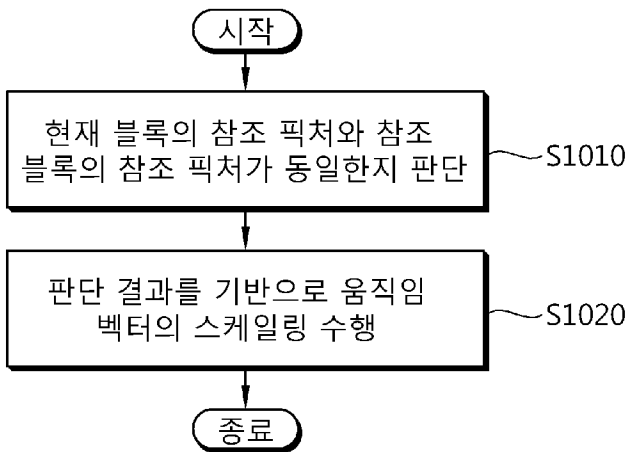 시작
현재 블록의 참조 픽처와 참조
블록의 참조 픽처가 동일한지 판단
S1010
판단 결과를 기반으로 움직임
벡터의 스케일링 수행
S1020
종료